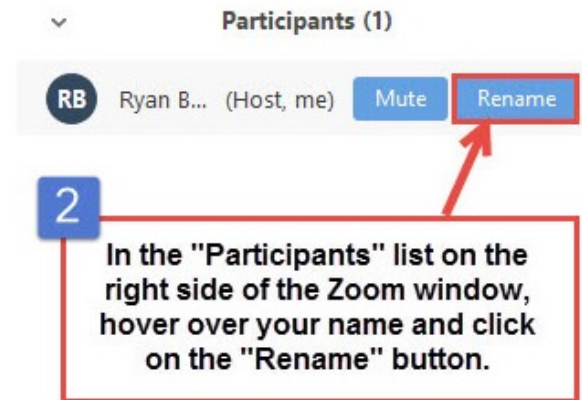 Participants (1)
RB Ryan B... (Host, me) Mute Rename
2
In the "Participants" list on the
right side of the Zoom window,
hover over your name and click
on the "Rename" button.